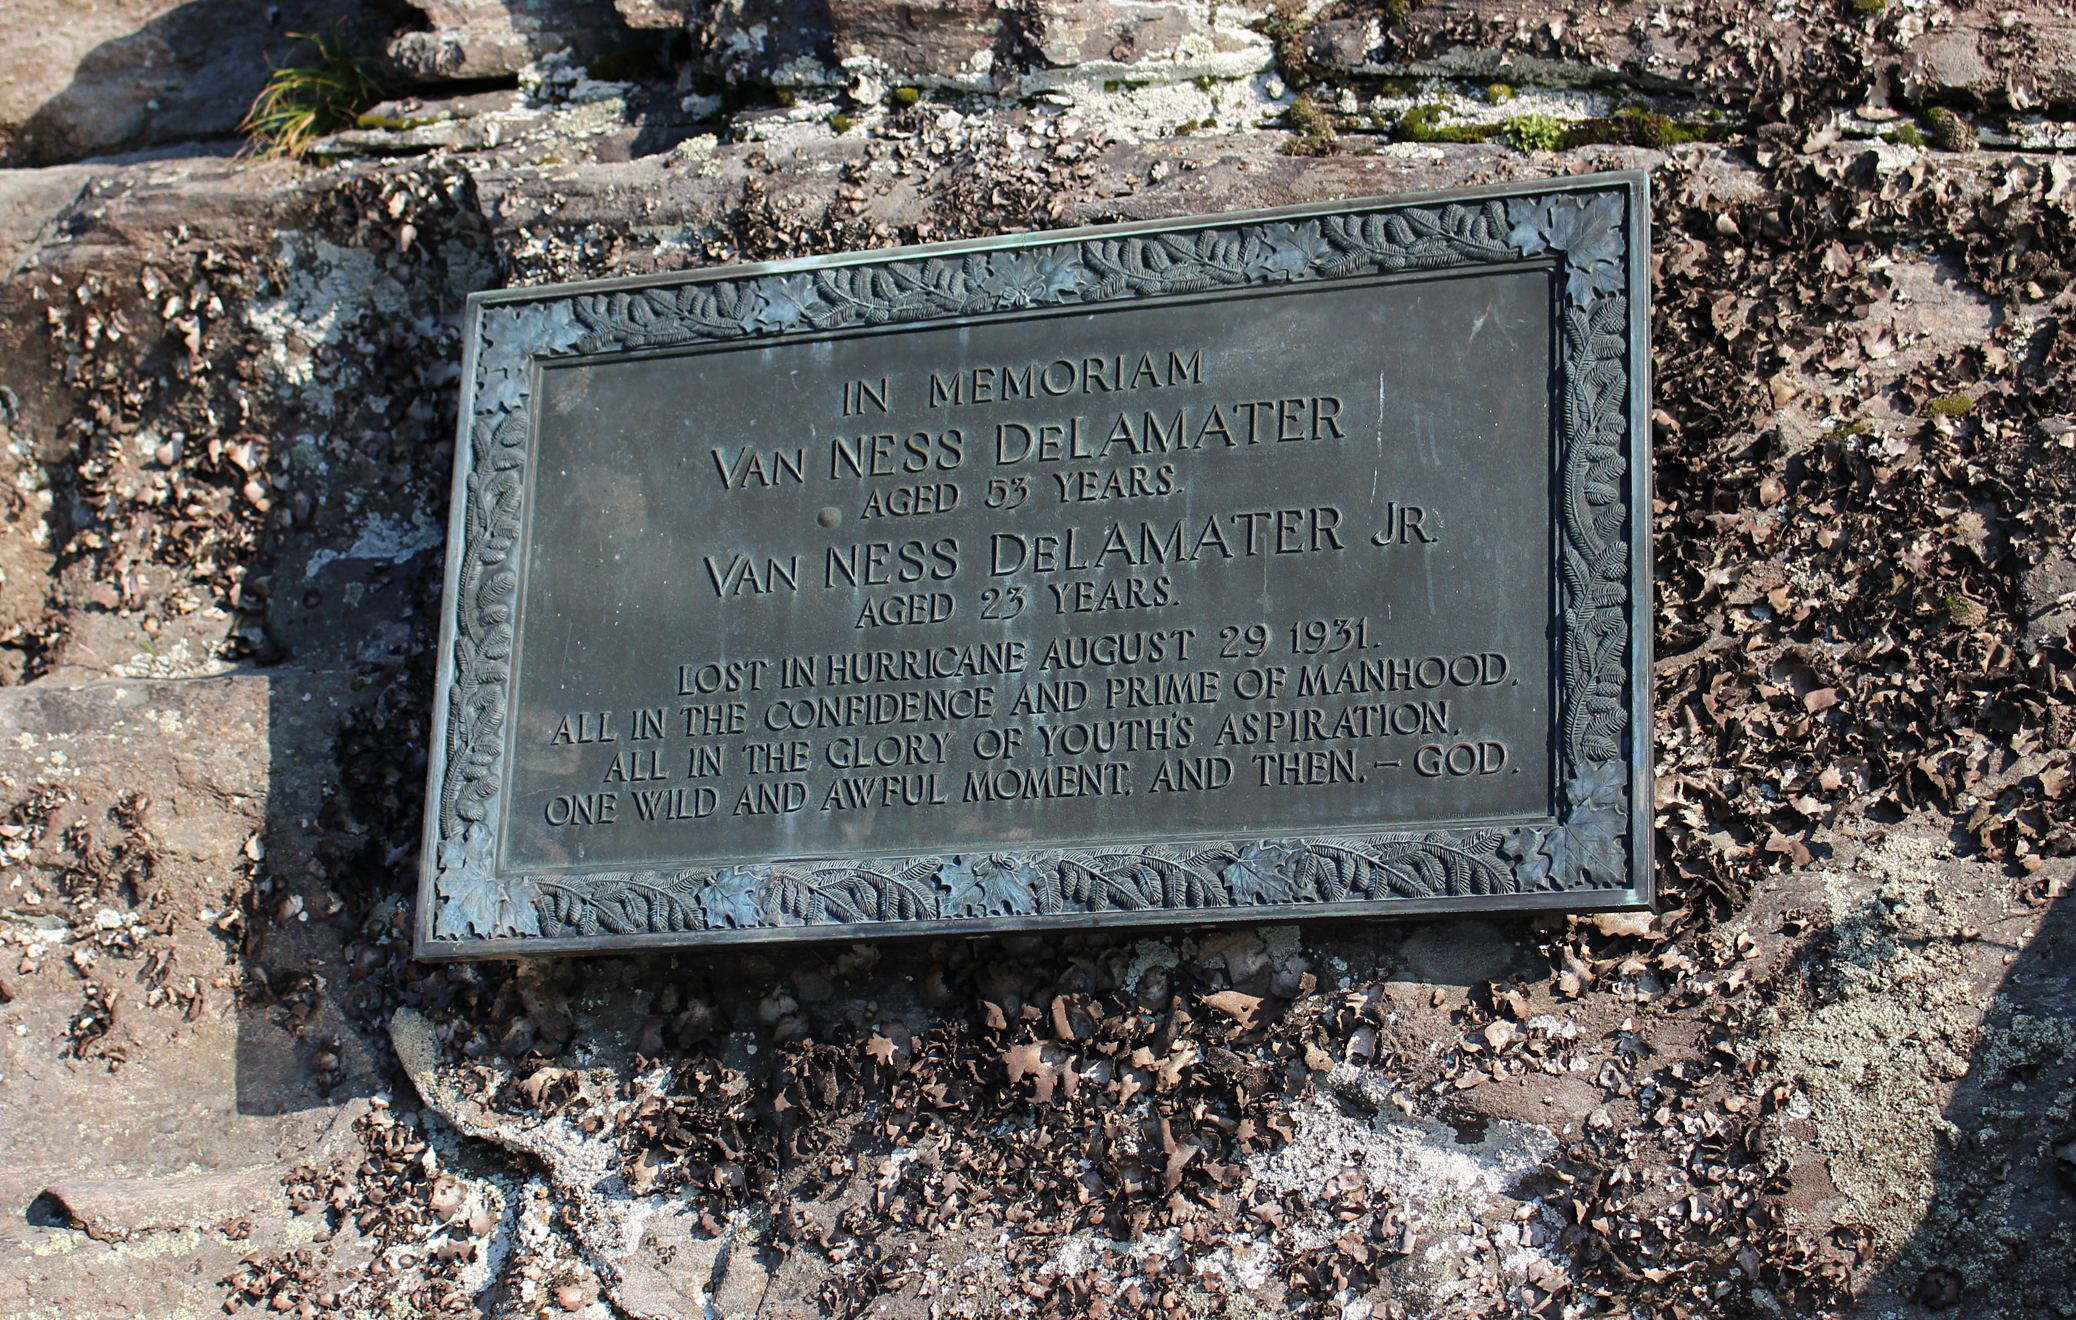 IN MEMORIAM
VAN NESS DeLAMATER
AGED 53 YEARS.
VAN NESS DeLAMATER JR.
AGED 23 YEARS.
LOST IN HURRICANE AUGUST 29 1931.
ALL IN THE CONFIDENCE AND PRIME OF MANHOOD.
ALL IN THE GLORY OF YOUTH'S ASPIRATION.
ONE WILD AND AWFUL MOMENT, AND THEN. — GOD.